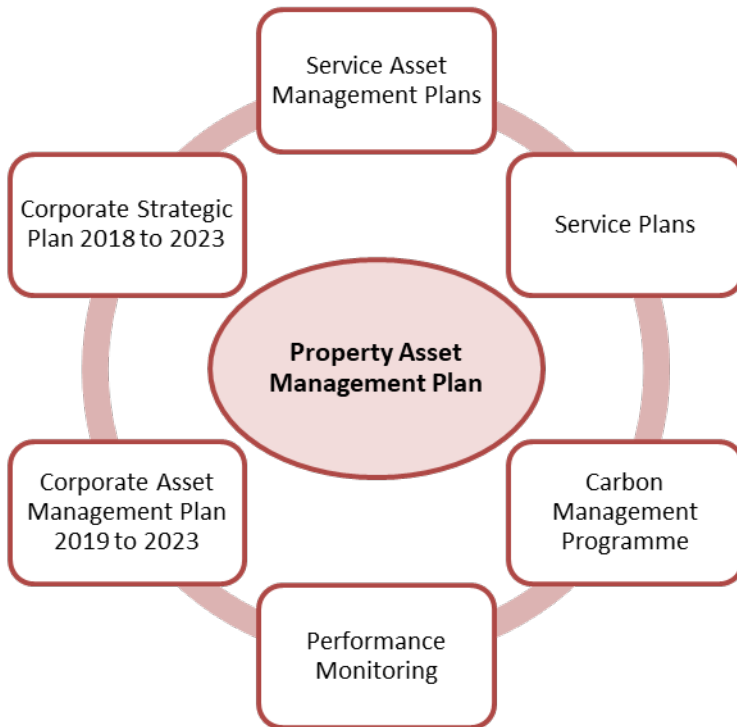 Service Asset
Management Plans
Corporate Strategic
Plan 2018 to 2023
Service Plans
Property Asset
Management Plan
Corporate Asset
Management Plan
2019 to 2023
Carbon
Management
Programme
Performance
Monitoring